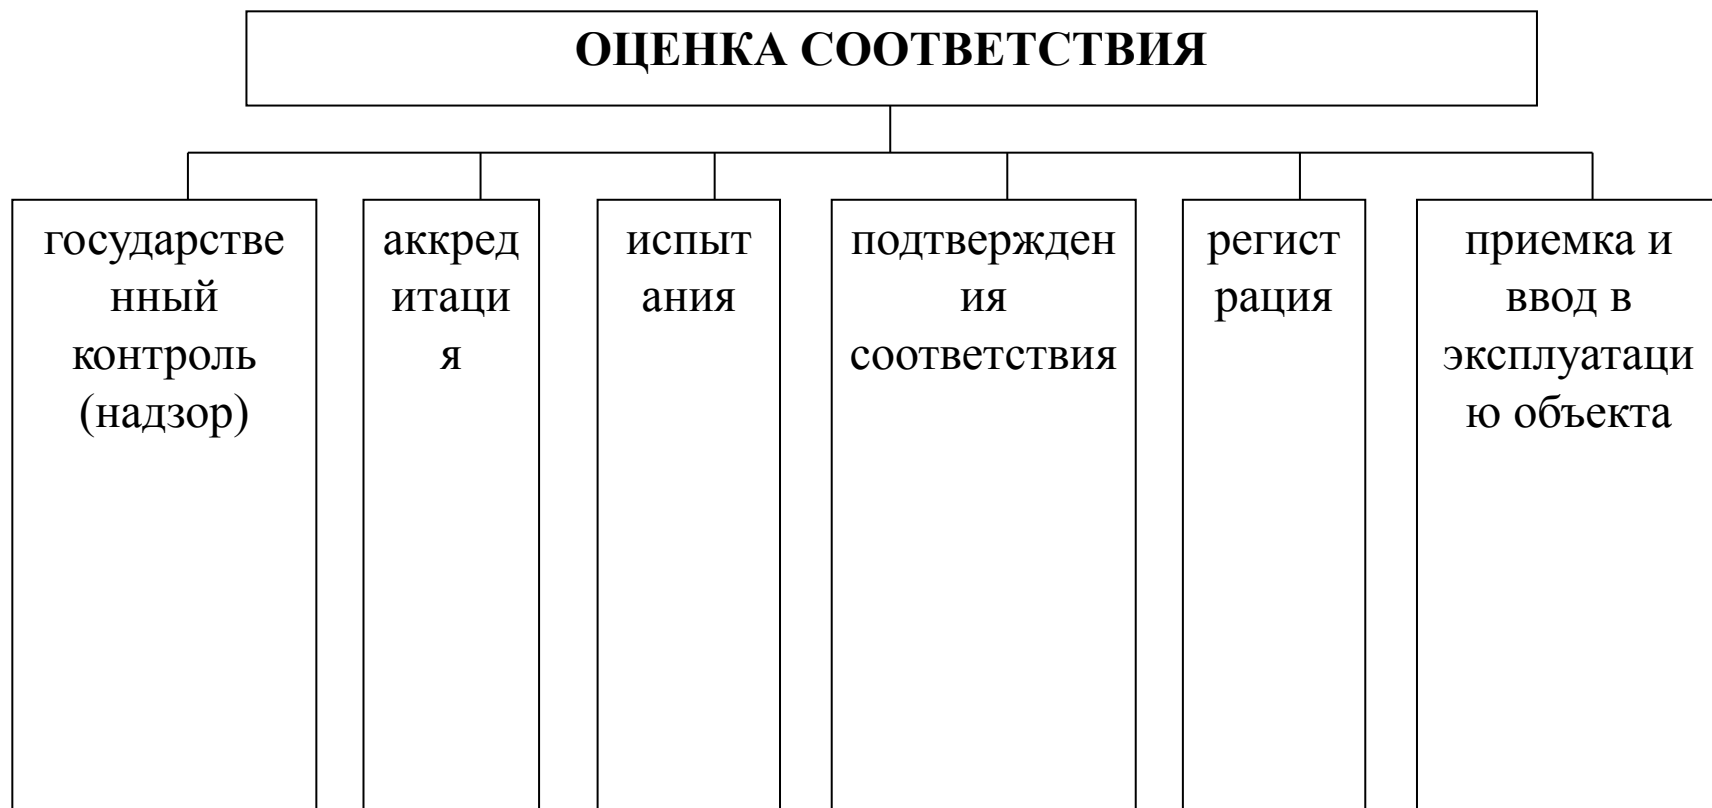 ОЦЕНКА СООТВЕТСТВИЯ
государстве
нный
контроль
(надзор)
аккред
итаци
я
испыт
ания
подтвержден
ия
соответствия
регист
рация
приемка и
ввод в
эксплуатаци
ю объекта